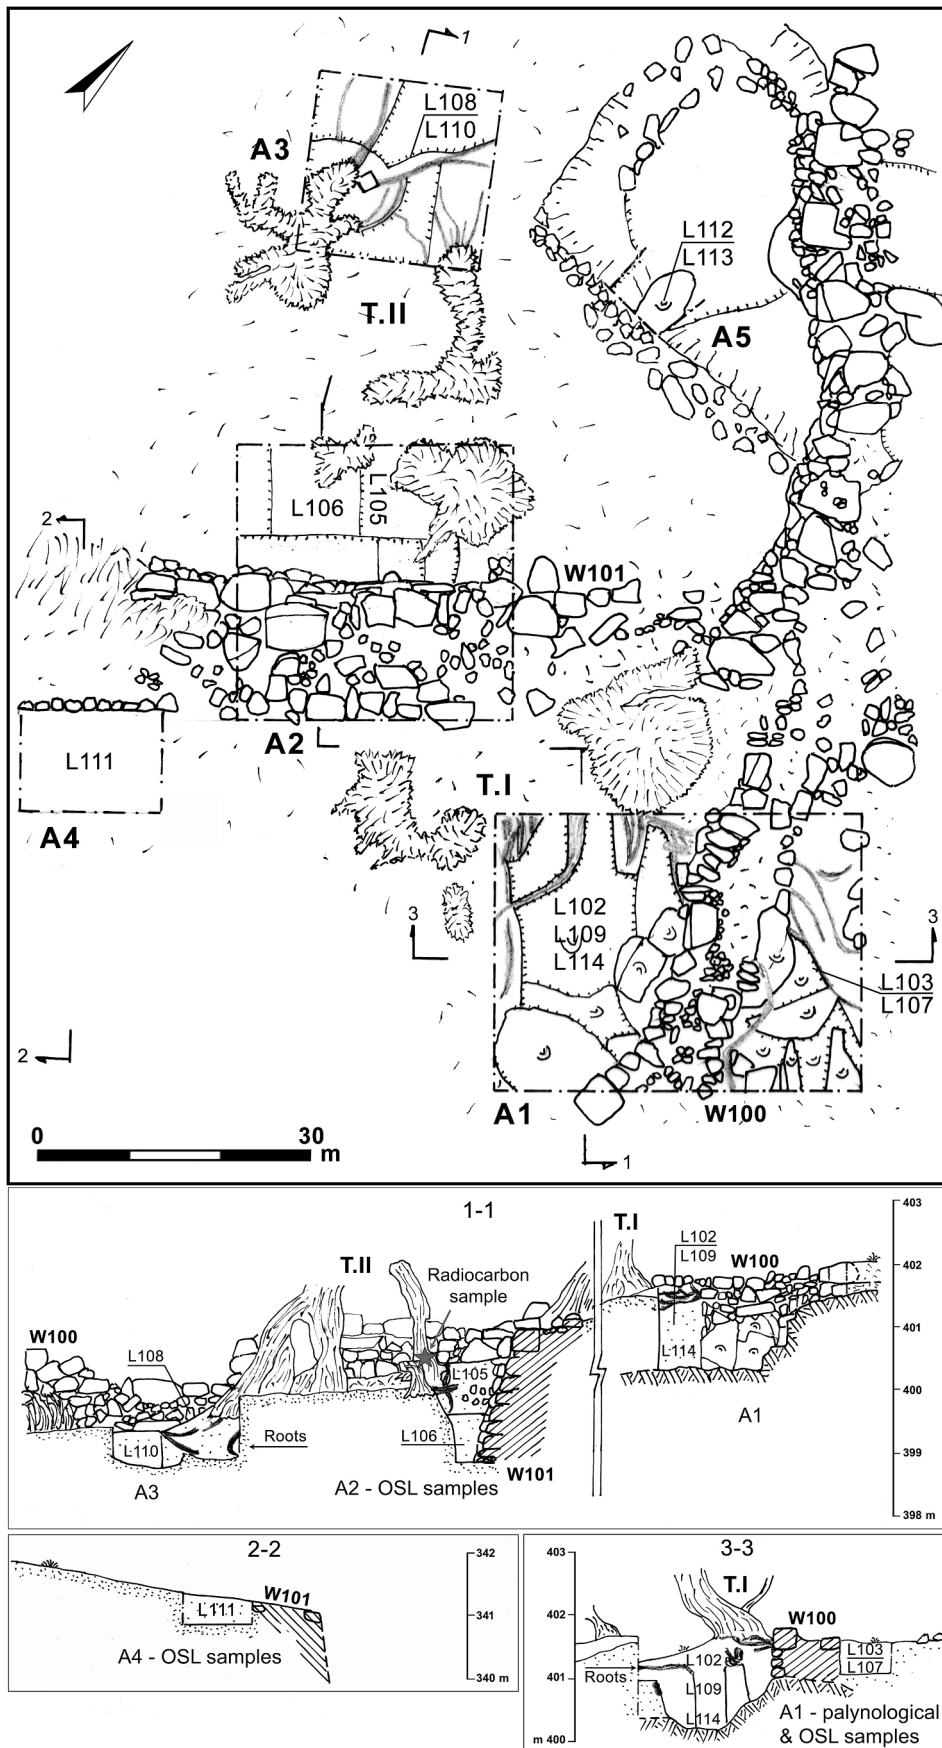 1
L108
L110
A3
L112
L113
T.II
A5
L106
L105
2
W101
A2
L111
T.I
A4
3
L102
L109
L114
3
L103
L107
2
A1
W100
0 30
m
1
1-1
403
T.I
L102
L109
W100
402
T.II
Radiocarbon
sample
W100
L108
401
L114
L105
400
A1
L110
Roots
L106
399
A3
A2 - OSL samples
W101
398 m
2-2
342
W101
L111
341
A4 - OSL samples
340 m
3-3
403
T.I
W100
402
L102
L103
L107
Roots
401
L109
L114
A1 - palynological
& OSL samples
m 400